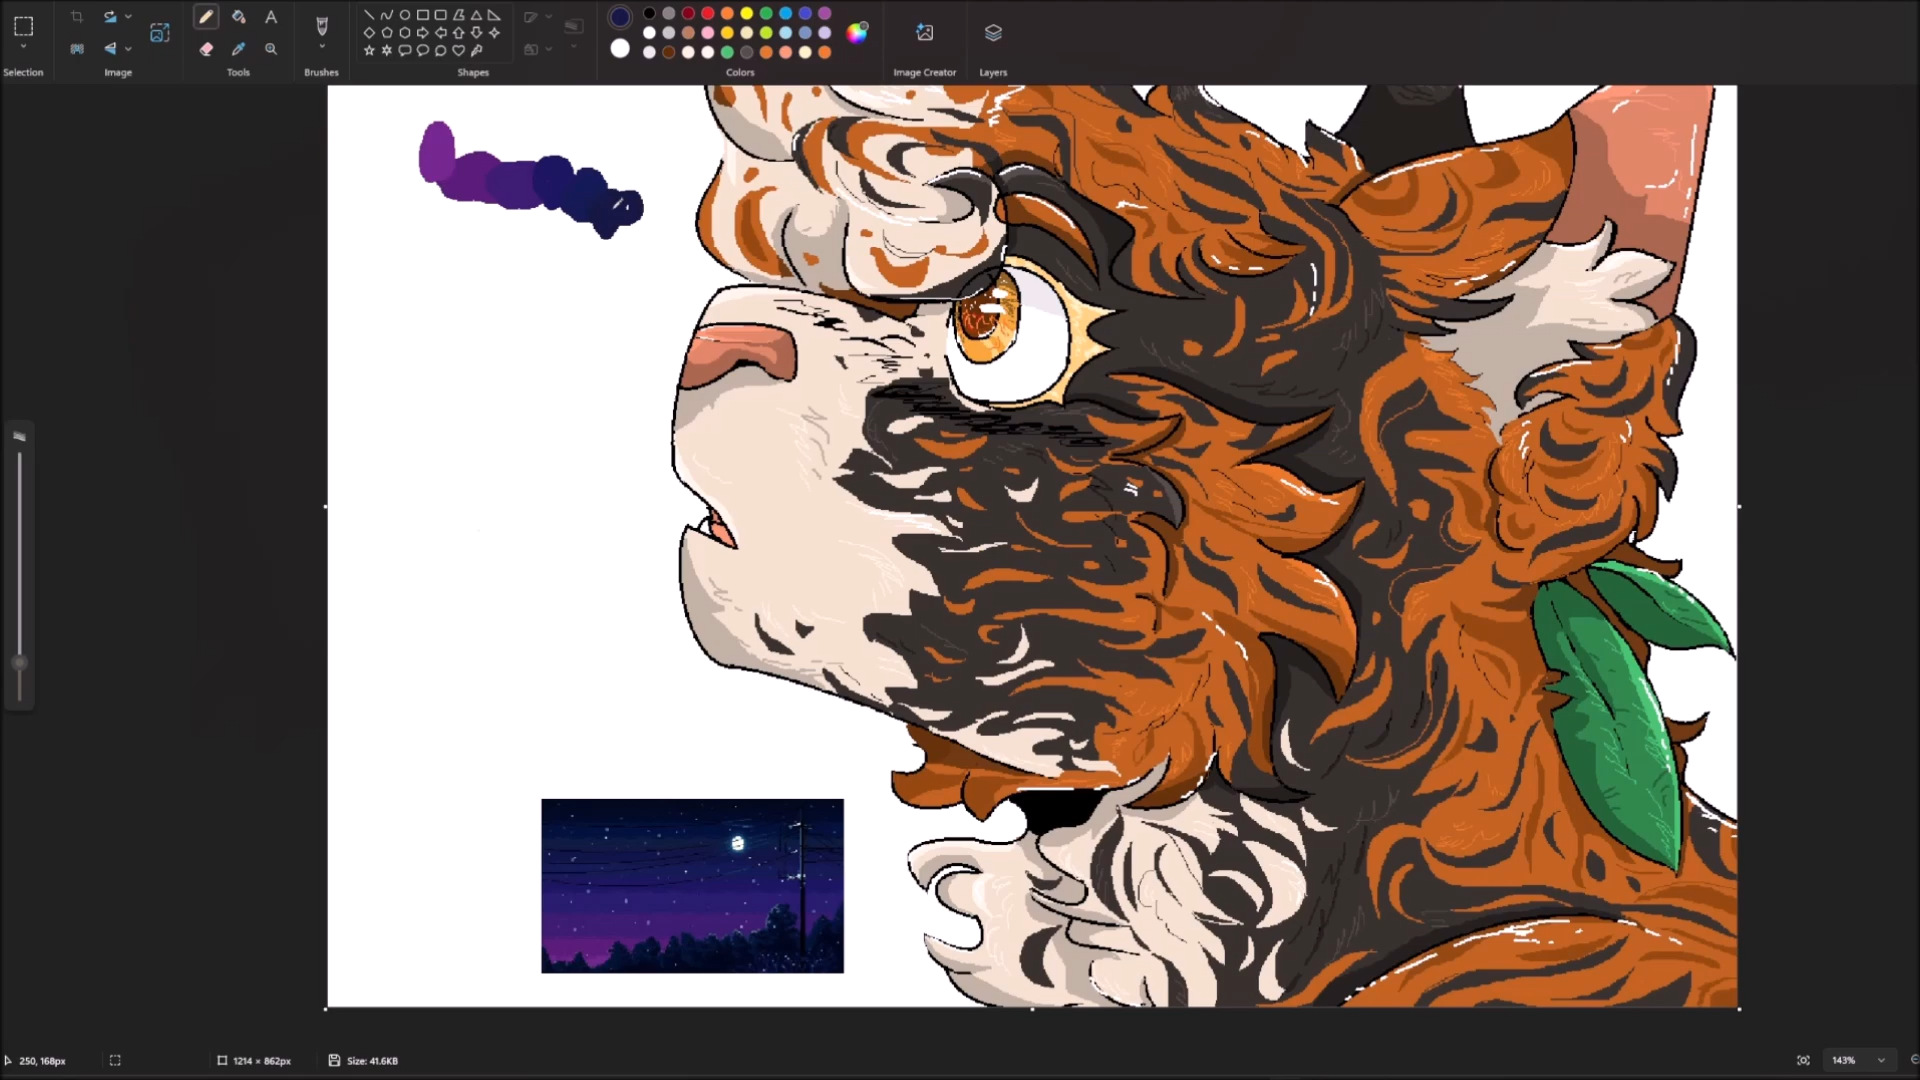 A
Selection
Image
Tools
Brushes
Shapes
Colors
Image Creator
Layers
250, 168px
1214 × 862px
Size: 41.6KB
143%